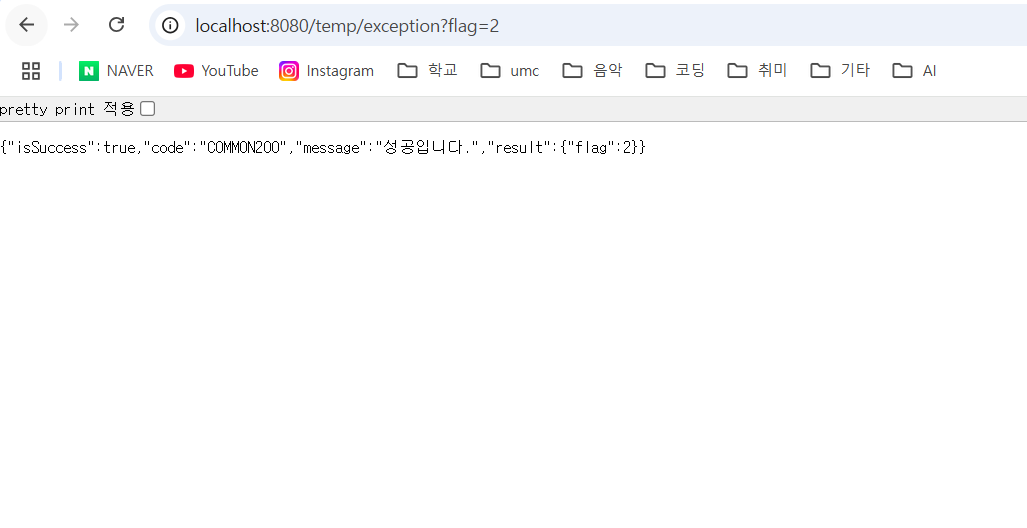 localhost:8080/temp/exception?flag=2
NAVER YouTube Instagram 학교 umc 음악 코딩 취미 기타 AI
pretty print 적용
{"isSuccess":true,"code":"COMMON200","message":"성공입니다.","result":{"flag":2}}